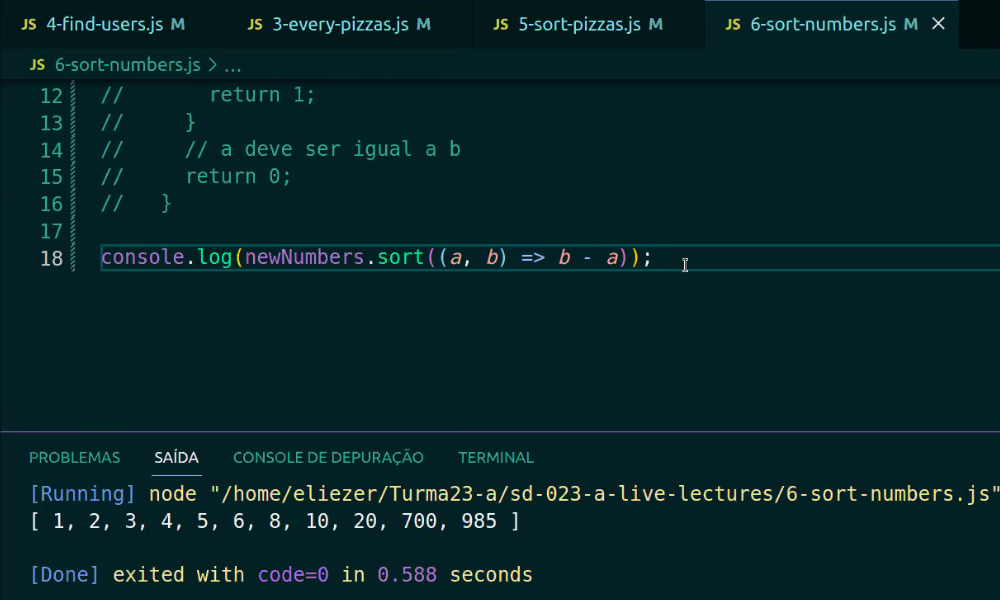 JS 4-find-users.js M JS 3-every-pizzas.js M JS 5-sort-pizzas.js M JS 6-sort-numbers.js M ×
JS 6-sort-numbers.js > ...
12 // return 1;
13 // }
14 // // a deve ser igual a b
15 // return 0;
16 // }
17
18 console.log(newNumbers.sort((a, b) => b - a));
PROBLEMAS SAÍDA CONSOLE DE DEPURAÇÃO TERMINAL
[Running] node "/home/eliezer/Turma23-a/sd-023-a-live-lectures/6-sort-numbers.js"
[ 1, 2, 3, 4, 5, 6, 8, 10, 20, 700, 985 ]
[Done] exited with code=0 in 0.588 seconds